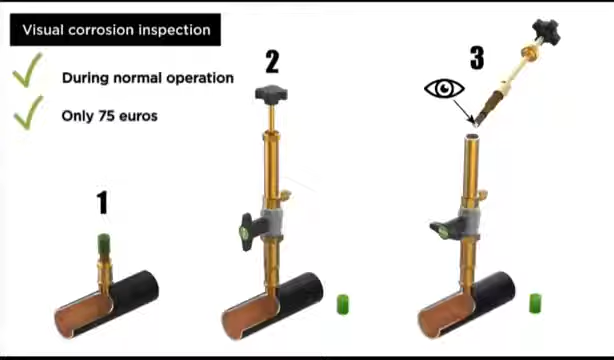 Visual corrosion inspection
During normal operation
Only 75 euros
1
2
3